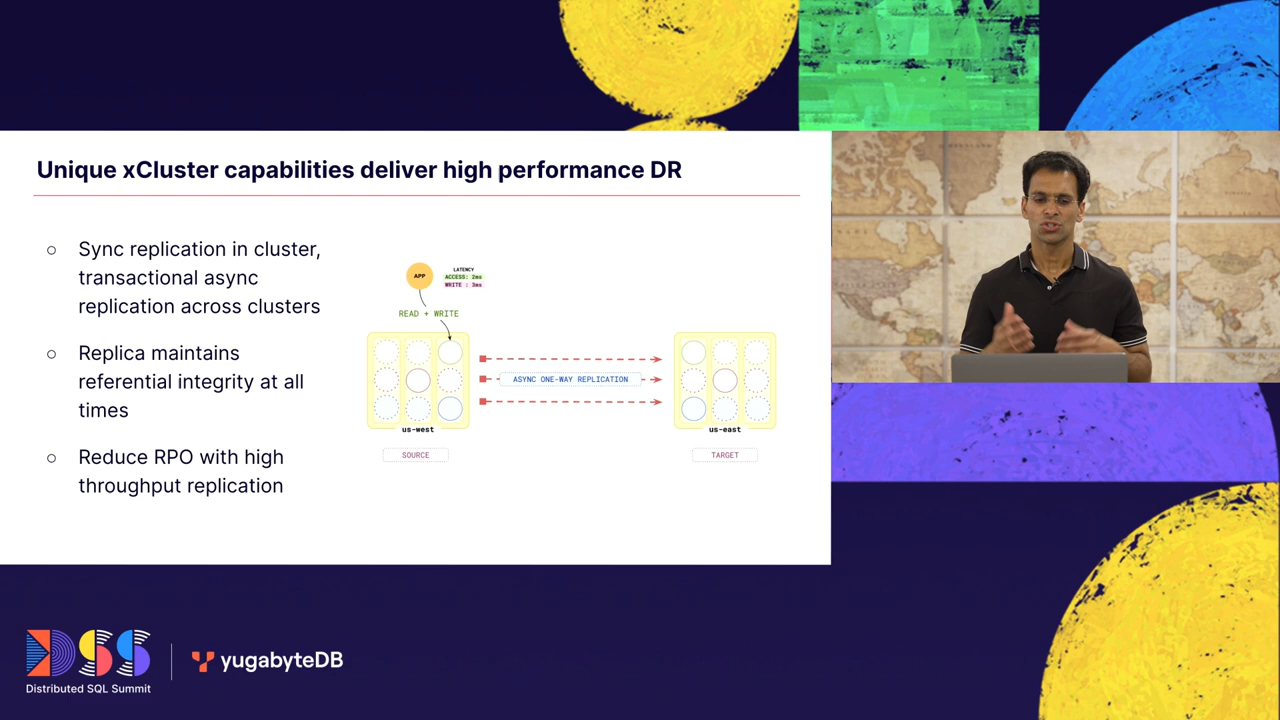 Unique xCluster capabilities deliver high performance DR
Sync replication in cluster,
transactional async
replication across clusters
Replica maintains
referential integrity at all
times
Reduce RPO with high
throughput replication
APP
LATENCY
ACCESS: 2ms
WRITE : 3ms
READ + WRITE
ASYNC ONE-WAY REPLICATION
us-west
us-east
SOURCE
TARGET
DSS
Distributed SQL Summit
yugabyteDB